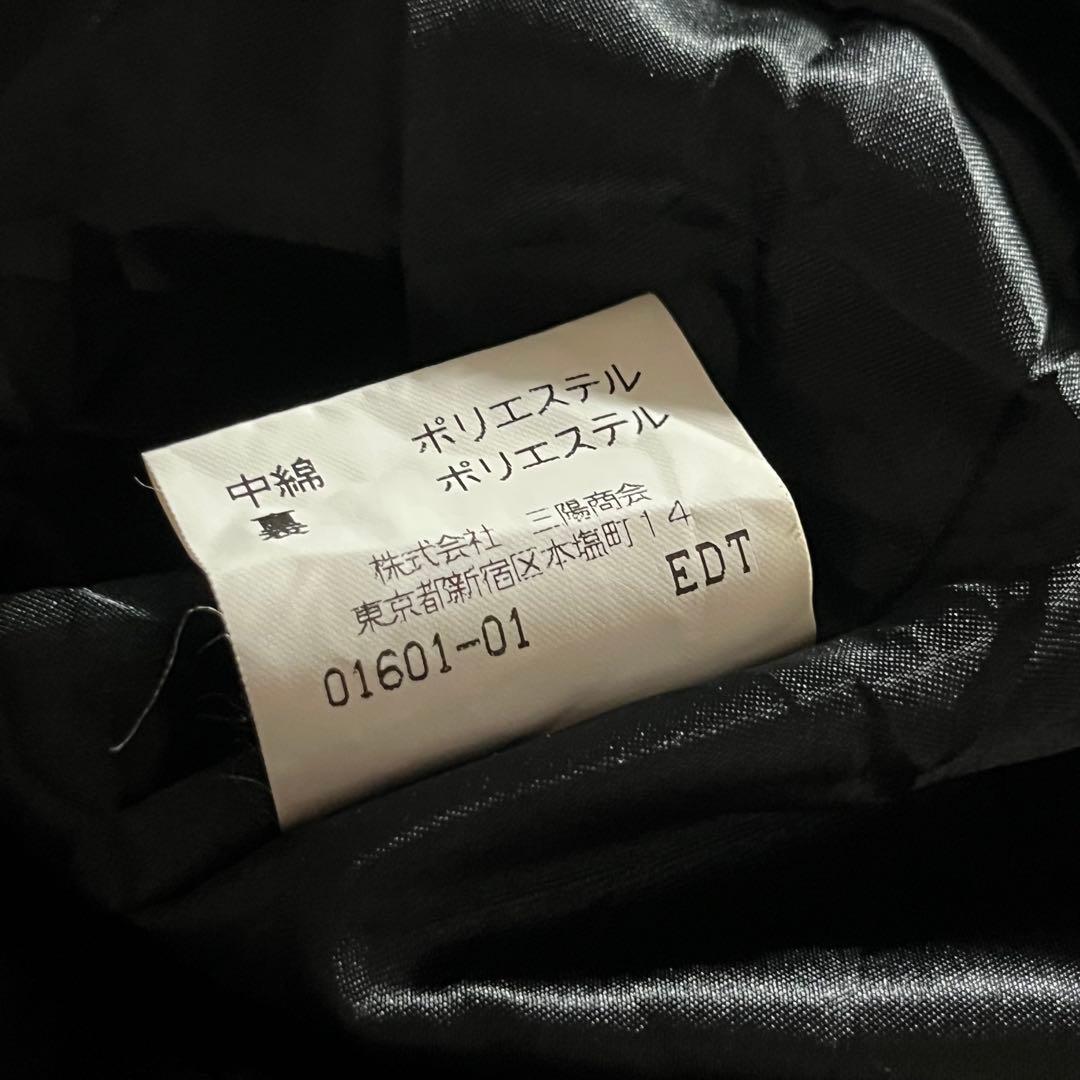 中綿 ポリエステル
裏 ポリエステル
株式会社 三陽商会
東京都新宿区本塩町14
01601-01 EDT